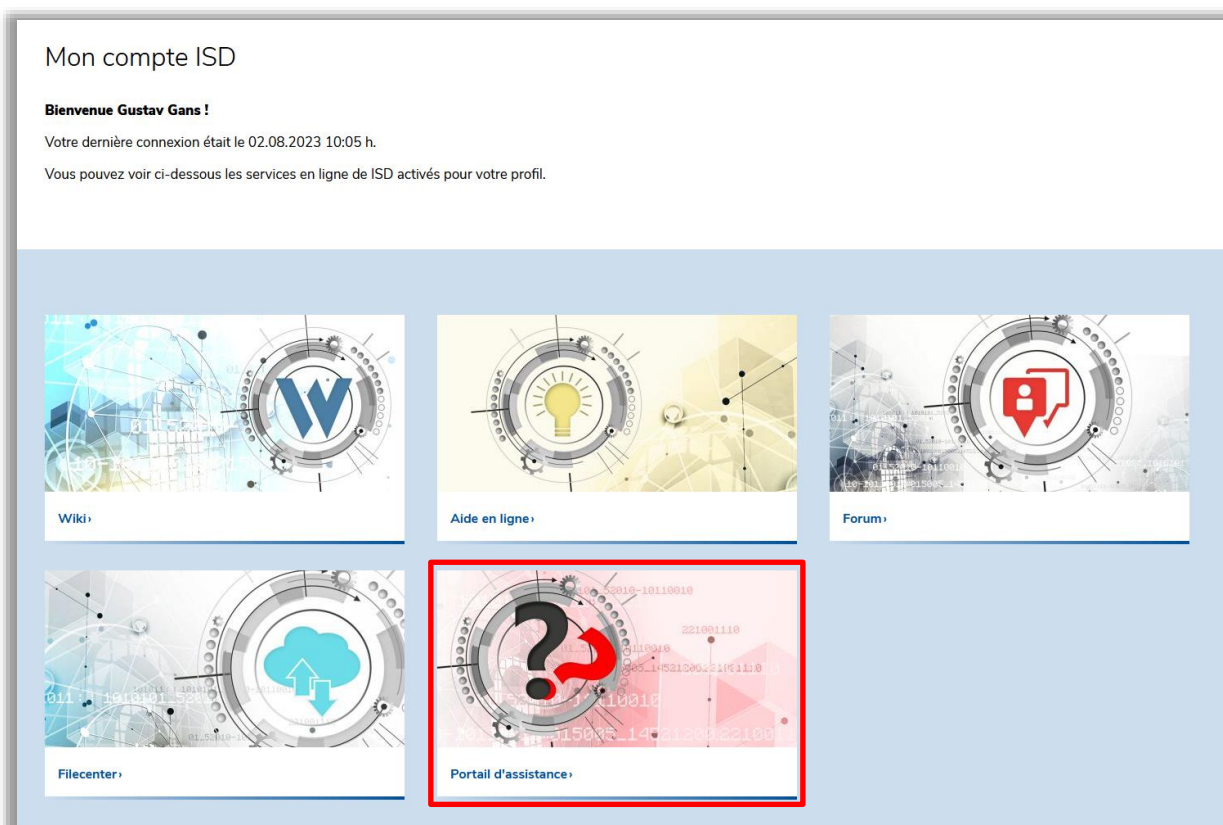 Mon compte ISD
Bienvenue Gustav Gans !
Votre dernière connexion était le 02.08.2023 10:05 h.
Vous pouvez voir ci-dessous les services en ligne de ISD activés pour votre profil.
W
Wiki›
Aide en ligne›
Forum›
Filecenter›
221001110
Portail d'assistance›